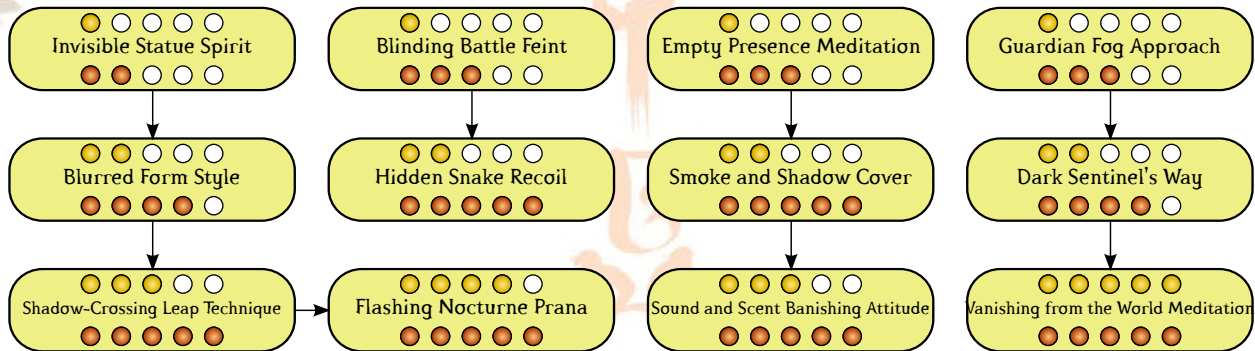 Invisible Statue Spirit
Blinding Battle Feint
Empty Presence Meditation
Guardian Fog Approach
Blurred Form Style
Hidden Snake Recoil
Smoke and Shadow Cover
Dark Sentinel's Way
Shadow-Crossing Leap Technique
Flashing Nocturne Prana
Sound and Scent Banishing Attitude
Vanishing from the World Meditation